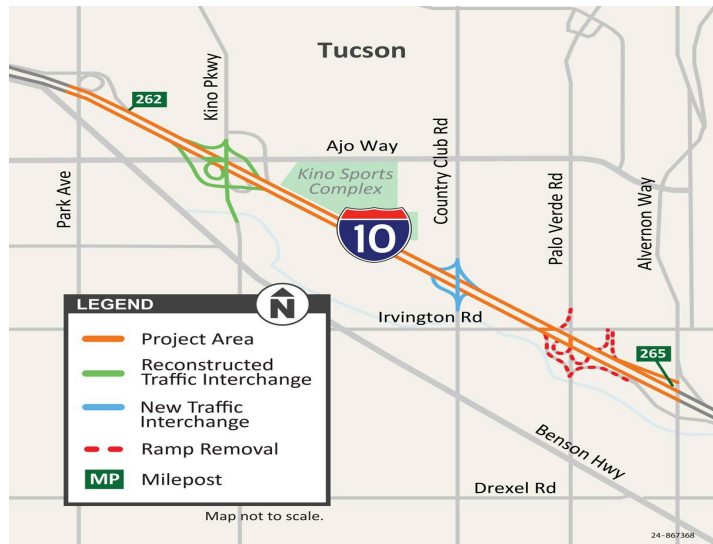 Tucson
262
Kino Pkwy
Ajo Way
Country Club Rd
Kino Sports
Complex
Park Ave
Palo Verde Rd
Alvernon Way
10
N
LEGEND
Irvington Rd
Project Area
Reconstructed
Traffic Interchange
265
New Traffic
Interchange
Ramp Removal
Benson Hwy
MP Milepost
Drexel Rd
Map not to scale.
24-867368